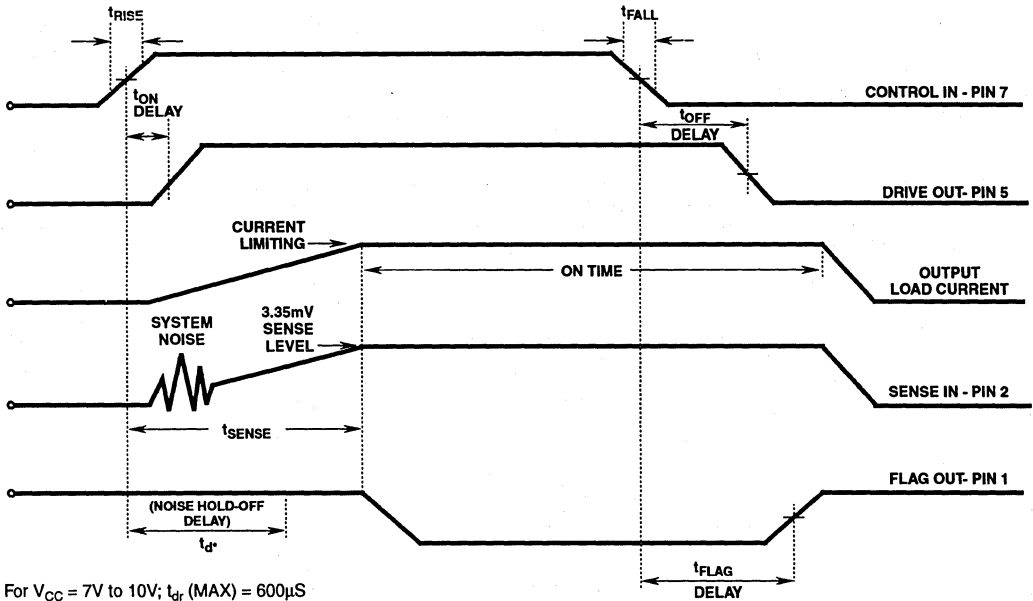 tRISE
tFALL
CONTROL IN - PIN 7
tON
DELAY
tOFF
DELAY
DRIVE OUT- PIN 5
CURRENT
LIMITING
ON TIME
OUTPUT
LOAD CURRENT
SYSTEM
NOISE
3.35mV
SENSE
LEVEL
SENSE IN - PIN 2
tSENSE
FLAG OUT- PIN 1
(NOISE HOLD-OFF
DELAY)
td*
tFLAG
DELAY
For VCC = 7V to 10V; tdr (MAX) = 600µS